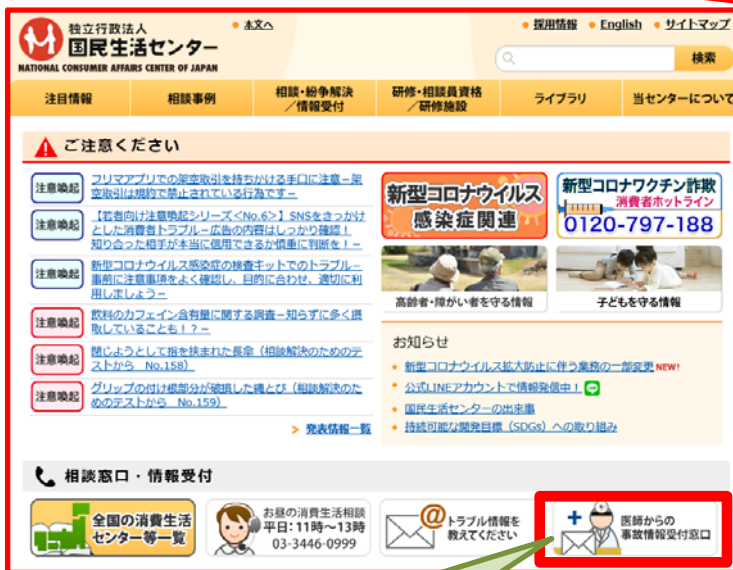 独立行政法人
国民生活センター
NATIONAL CONSUMER AFFAIRS CENTER OF JAPAN
本文へ
採用情報 English サイトマップ
検索
注目情報
相談事例
相談・紛争解決
／情報受付
研修・相談員資格
／研修施設
ライブラリ
当センターについて
ご注意ください
注意喚起
フリマアプリでの架空取引を持ちかける手口に注意－架
空取引は規約で禁止されている行為です－
注意喚起
【若者向け注意喚起シリーズ＜No.6＞】SNSをきっかけ
とした消費者トラブル－広告の内容はしっかり確認！
知り合った相手が本当に信用できるか慎重に判断を！－
注意喚起
新型コロナウイルス感染症の検査キットでのトラブル－
事前に注意事項をよく確認し、目的に合わせ、適切に利
用しましょう－
注意喚起
飲料のカフェイン含有量に関する調査－知らずに多く摂
取していることも！？－
注意喚起
閉じようとして指を挟まれた長傘（相談解決のためのテ
ストから　No.158）
注意喚起
グリップの付け根部分が破損した縄とび（相談解決のた
めのテストから　No.159）
＞ 発表情報一覧
新型コロナウイルス
感染症関連
新型コロナワクチン詐欺
消費者ホットライン
0120-797-188
高齢者・障がい者を守る情報
子どもを守る情報
お知らせ
新型コロナウイルス拡大防止に伴う業務の一部変更 NEW!
公式LINEアカウントで情報発信中！
国民生活センターの出来事
持続可能な開発目標（SDGs）への取り組み
相談窓口・情報受付
全国の消費生活
センター等一覧
お昼の消費生活相談
平日：11時～13時
03-3446-0999
トラブル情報を
教えてください
医師からの
事故情報受付窓口